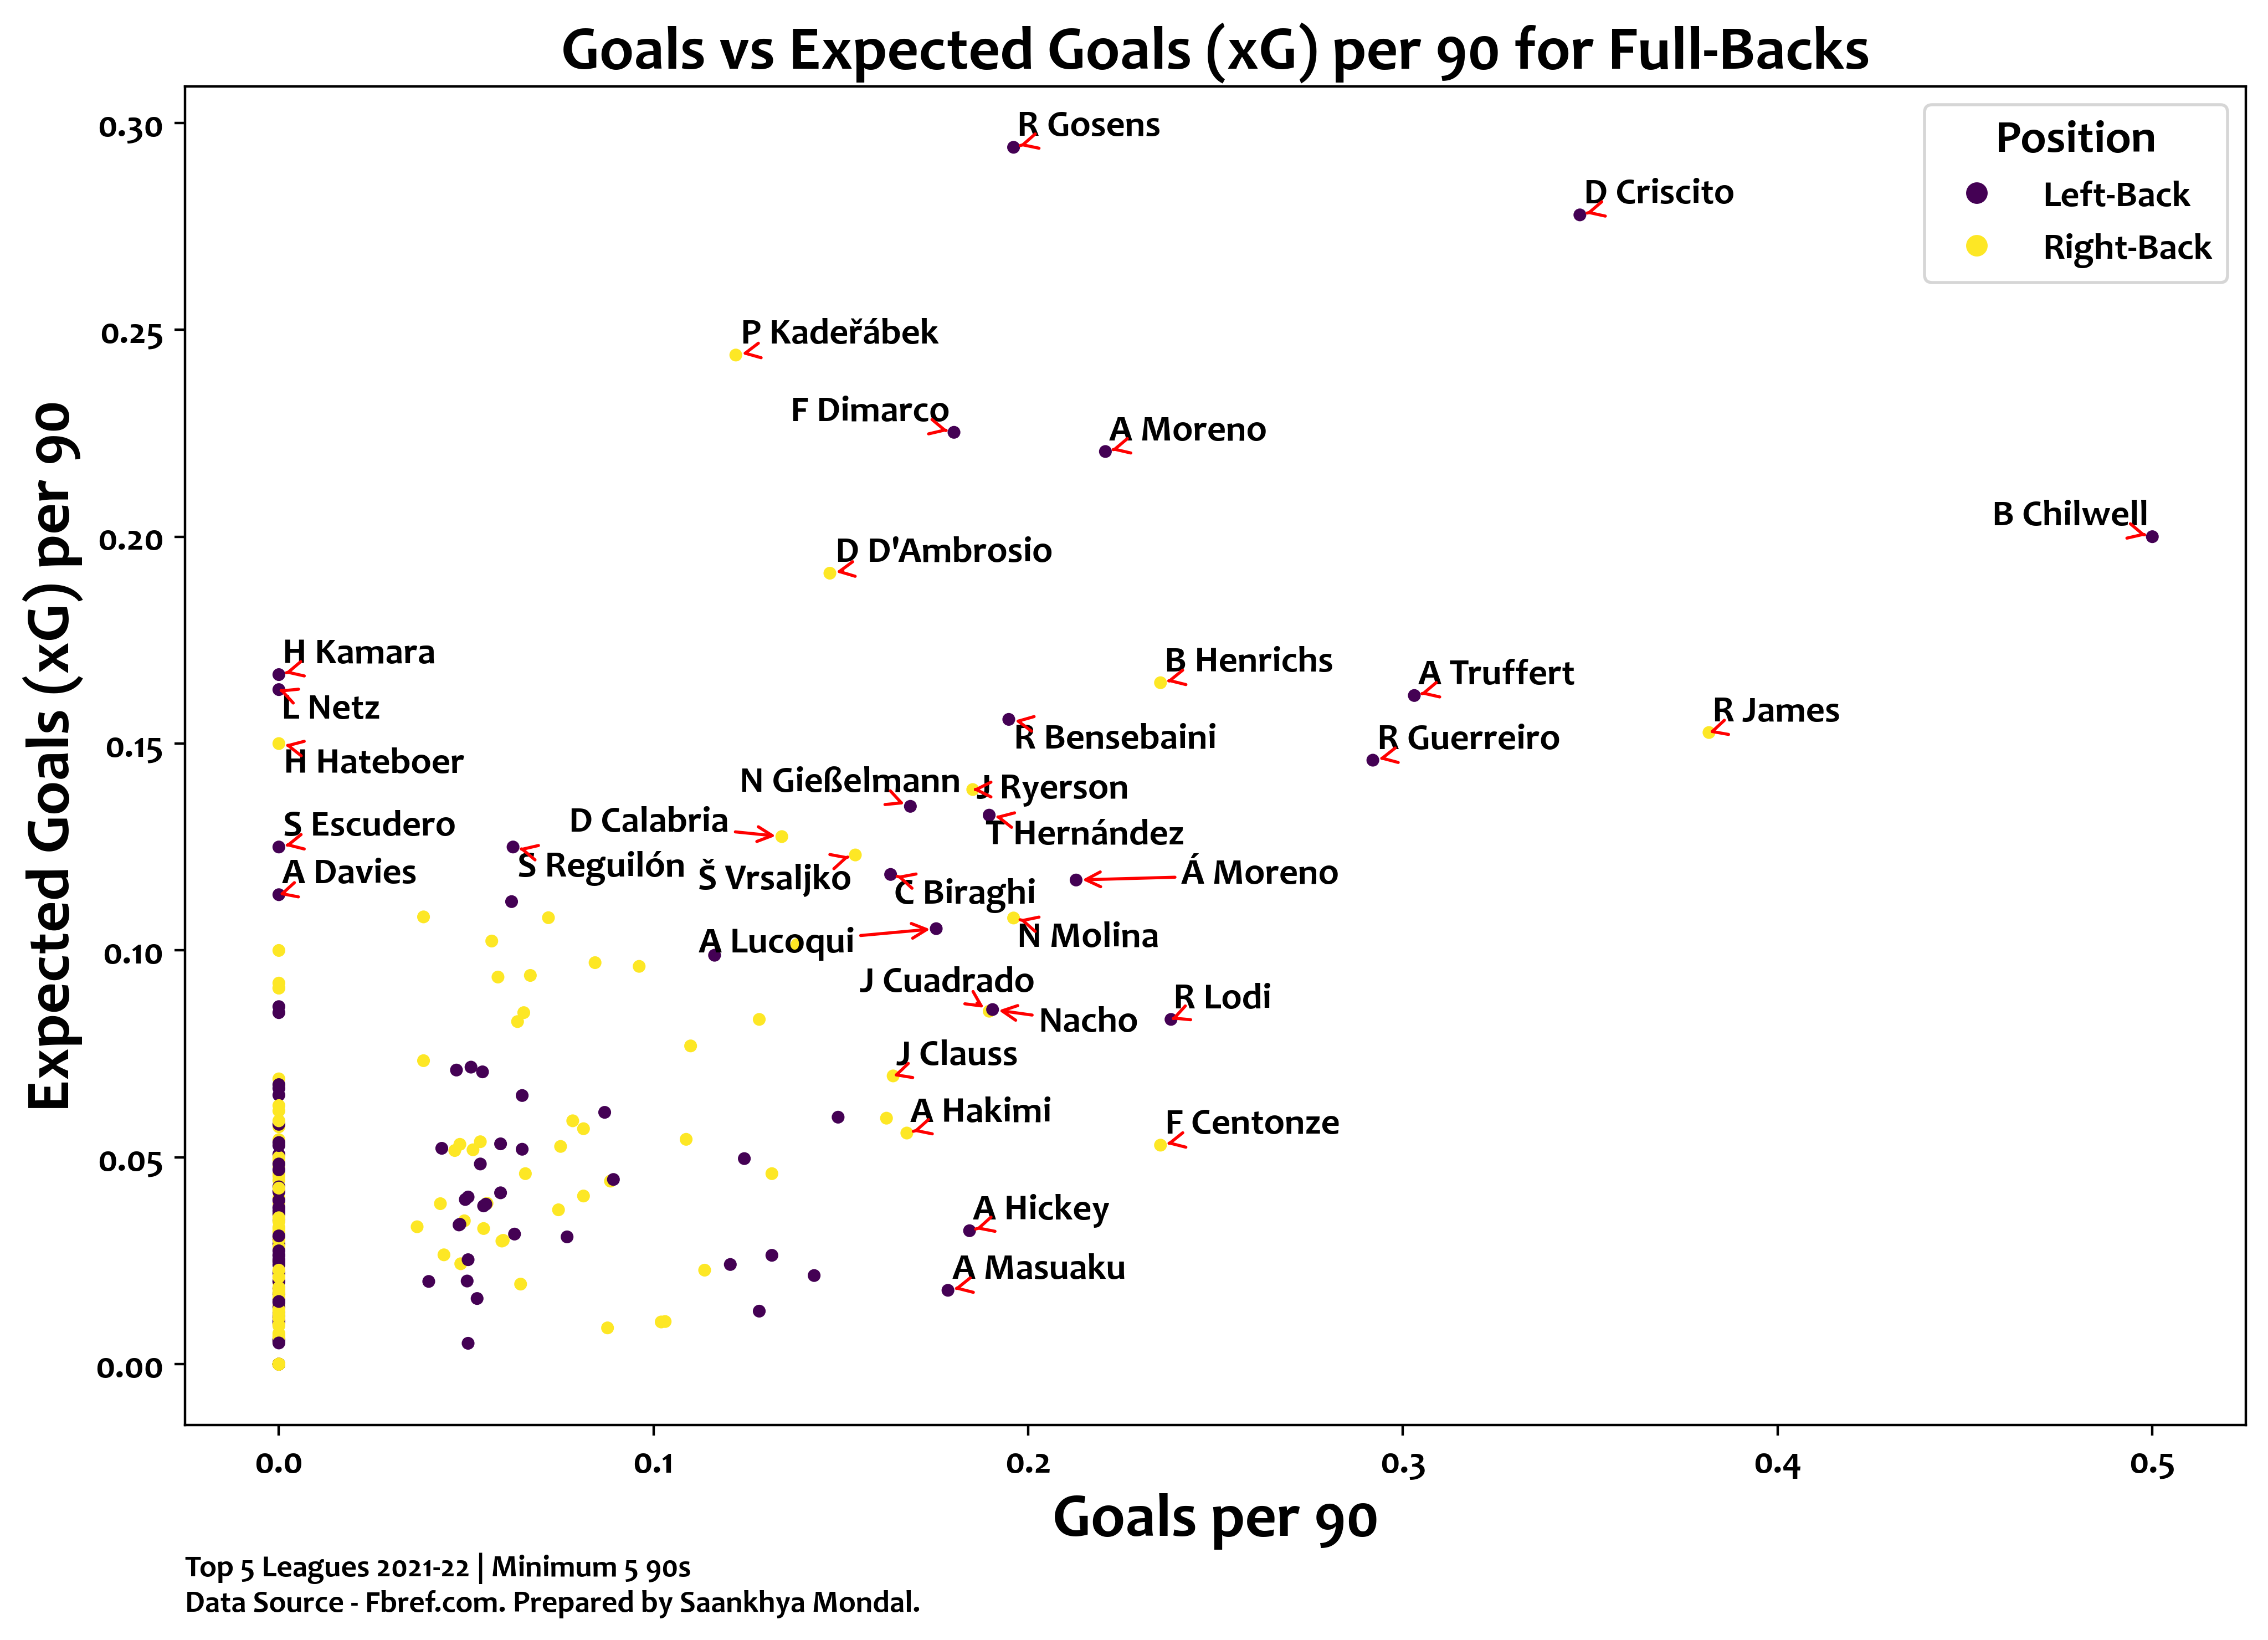 Goals vs Expected Goals (xG) per 90 for Full-Backs
Position
Left-Back
Right-Back
Expected Goals (xG) per 90
0.30
0.25
0.20
0.15
0.10
0.05
0.00
R Gosens
D Criscito
P Kadeřábek
F Dimarco
A Moreno
B Chilwell
D D'Ambrosio
H Kamara
L Netz
B Henrichs
A Truffert
R James
R Bensebaini
R Guerreiro
H Hateboer
N Gießelmann
J Ryerson
S Escudero
D Calabria
T Hernández
A Davies
S Reguilón
Š Vrsaljko
C Biraghi
Á Moreno
A Lucoqui
N Molina
J Cuadrado
Nacho
R Lodi
J Clauss
A Hakimi
F Centonze
A Hickey
A Masuaku
0.0
0.1
0.2
0.3
0.4
0.5
Goals per 90
Top 5 Leagues 2021-22 | Minimum 5 90s
Data Source - Fbref.com. Prepared by Saankhya Mondal.